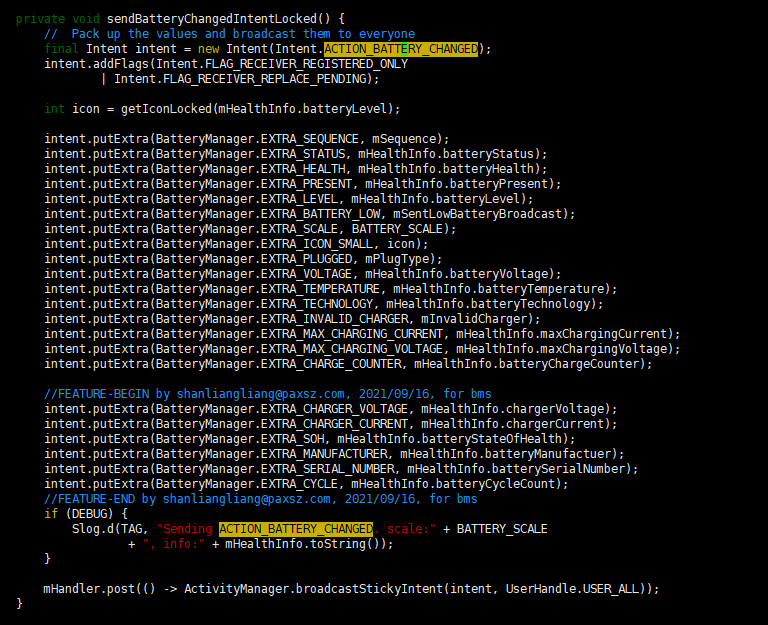 private void sendBatteryChangedIntentLocked() {
    //  Pack up the values and broadcast them to everyone
    final Intent intent = new Intent(Intent.ACTION_BATTERY_CHANGED);
    intent.addFlags(Intent.FLAG_RECEIVER_REGISTERED_ONLY
            | Intent.FLAG_RECEIVER_REPLACE_PENDING);

    int icon = getIconLocked(mHealthInfo.batteryLevel);

    intent.putExtra(BatteryManager.EXTRA_SEQUENCE, mSequence);
    intent.putExtra(BatteryManager.EXTRA_STATUS, mHealthInfo.batteryStatus);
    intent.putExtra(BatteryManager.EXTRA_HEALTH, mHealthInfo.batteryHealth);
    intent.putExtra(BatteryManager.EXTRA_PRESENT, mHealthInfo.batteryPresent);
    intent.putExtra(BatteryManager.EXTRA_LEVEL, mHealthInfo.batteryLevel);
    intent.putExtra(BatteryManager.EXTRA_BATTERY_LOW, mSentLowBatteryBroadcast);
    intent.putExtra(BatteryManager.EXTRA_SCALE, BATTERY_SCALE);
    intent.putExtra(BatteryManager.EXTRA_ICON_SMALL, icon);
    intent.putExtra(BatteryManager.EXTRA_PLUGGED, mPlugType);
    intent.putExtra(BatteryManager.EXTRA_VOLTAGE, mHealthInfo.batteryVoltage);
    intent.putExtra(BatteryManager.EXTRA_TEMPERATURE, mHealthInfo.batteryTemperature);
    intent.putExtra(BatteryManager.EXTRA_TECHNOLOGY, mHealthInfo.batteryTechnology);
    intent.putExtra(BatteryManager.EXTRA_INVALID_CHARGER, mInvalidCharger);
    intent.putExtra(BatteryManager.EXTRA_MAX_CHARGING_CURRENT, mHealthInfo.maxChargingCurrent);
    intent.putExtra(BatteryManager.EXTRA_MAX_CHARGING_VOLTAGE, mHealthInfo.maxChargingVoltage);
    intent.putExtra(BatteryManager.EXTRA_CHARGE_COUNTER, mHealthInfo.batteryChargeCounter);

    //FEATURE-BEGIN by shanliangliang@paxsz.com, 2021/09/16, for bms
    intent.putExtra(BatteryManager.EXTRA_CHARGER_VOLTAGE, mHealthInfo.chargerVoltage);
    intent.putExtra(BatteryManager.EXTRA_CHARGER_CURRENT, mHealthInfo.chargerCurrent);
    intent.putExtra(BatteryManager.EXTRA_SOH, mHealthInfo.batteryStateOfHealth);
    intent.putExtra(BatteryManager.EXTRA_MANUFACTURER, mHealthInfo.batteryManufactuer);
    intent.putExtra(BatteryManager.EXTRA_SERIAL_NUMBER, mHealthInfo.batterySerialNumber);
    intent.putExtra(BatteryManager.EXTRA_CYCLE, mHealthInfo.batteryCycleCount);
    //FEATURE-END by shanliangliang@paxsz.com, 2021/09/16, for bms
    if (DEBUG) {
        Slog.d(TAG, "Sending ACTION_BATTERY_CHANGED. scale:" + BATTERY_SCALE
                + ", info:" + mHealthInfo.toString());
    }

    mHandler.post(() -> ActivityManager.broadcastStickyIntent(intent, UserHandle.USER_ALL));
}